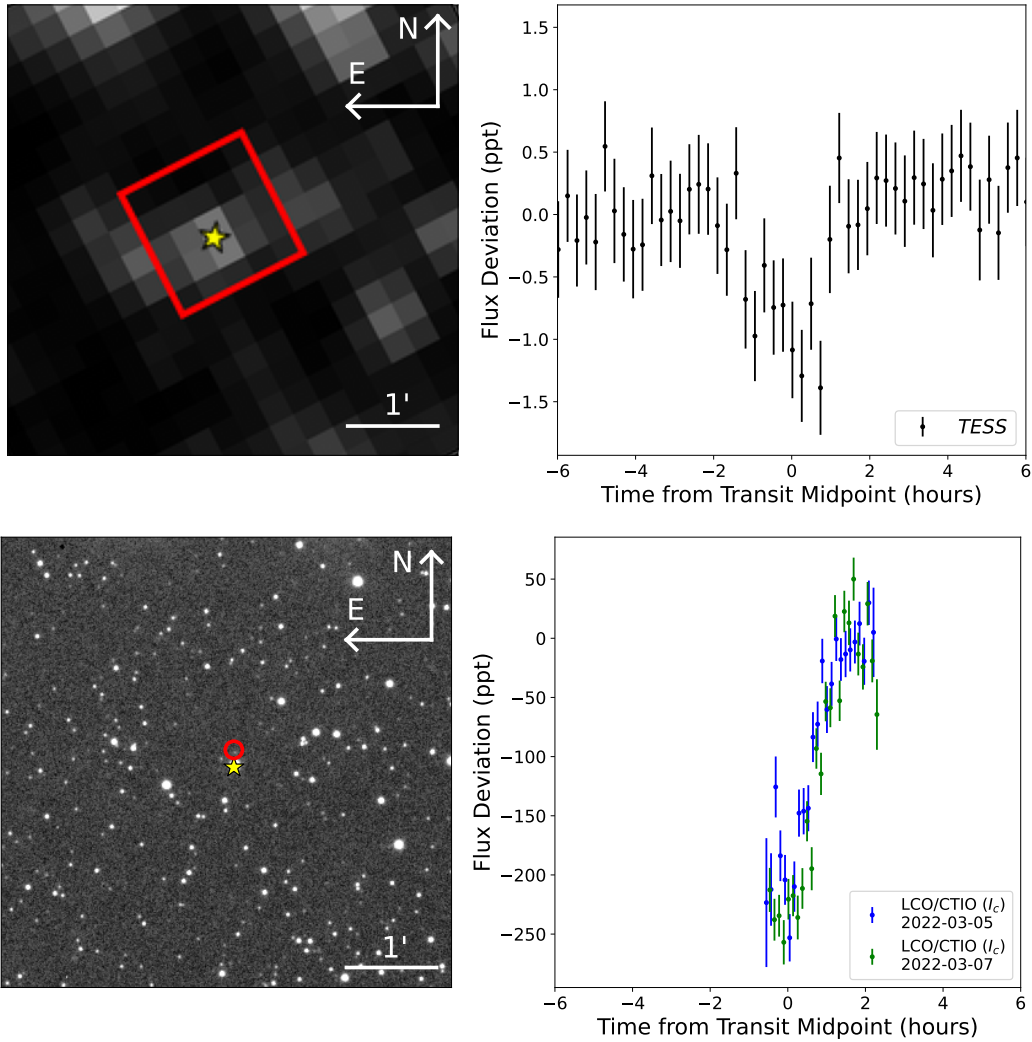 N
E
1'
Flux Deviation (ppt)
1.5
1.0
0.5
0.0
−0.5
−1.0
−1.5
TESS
−6
−4
−2
0
2
4
6
Time from Transit Midpoint (hours)
N
E
1'
Flux Deviation (ppt)
50
0
−50
−100
−150
−200
−250
LCO/CTIO (Ic)
2022-03-05
LCO/CTIO (Ic)
2022-03-07
−6
−4
−2
0
2
4
6
Time from Transit Midpoint (hours)